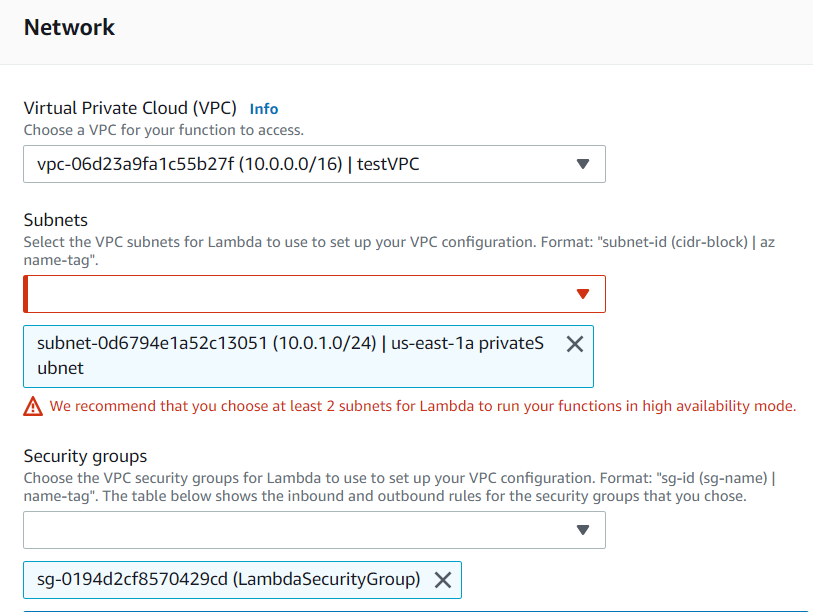 Network
Virtual Private Cloud (VPC) Info
Choose a VPC for your function to access.
vpc-06d23a9fa1c55b27f (10.0.0.0/16) | testVPC
Subnets
Select the VPC subnets for Lambda to use to set up your VPC configuration. Format: "subnet-id (cidr-block) | az
name-tag".
subnet-0d6794e1a52c13051 (10.0.1.0/24) | us-east-1a privateS
ubnet
We recommend that you choose at least 2 subnets for Lambda to run your functions in high availability mode.
Security groups
Choose the VPC security groups for Lambda to use to set up your VPC configuration. Format: "sg-id (sg-name) |
name-tag". The table below shows the inbound and outbound rules for the security groups that you chose.
sg-0194d2cf8570429cd (LambdaSecurityGroup)